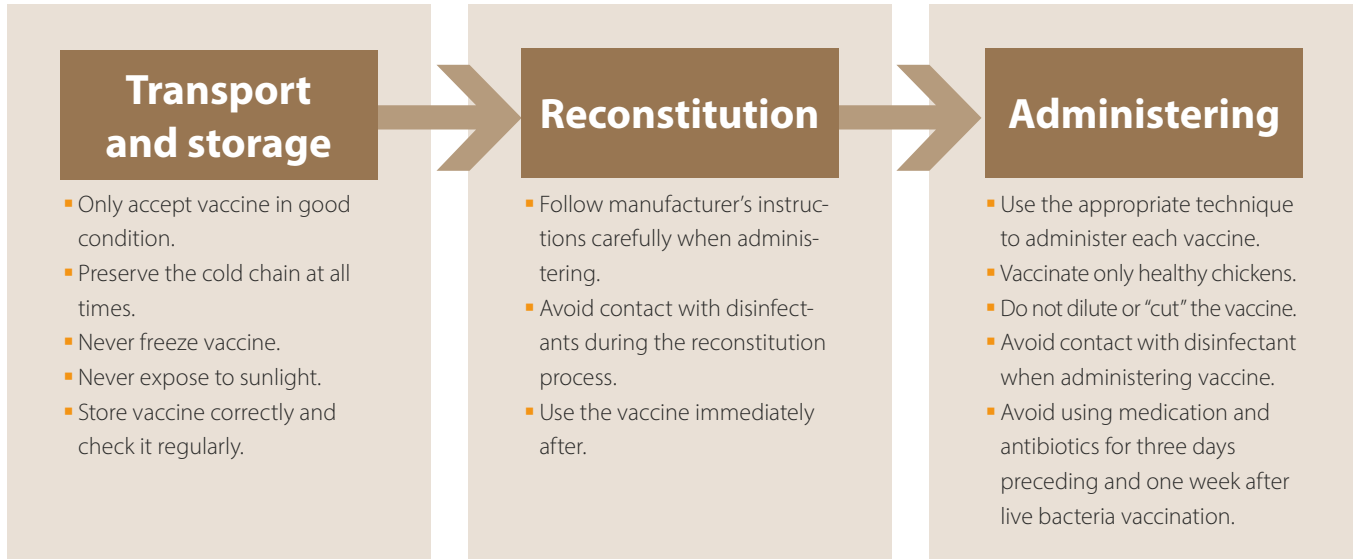 Transport
and storage
▪ Only accept vaccine in good
condition.
▪ Preserve the cold chain at all
times.
▪ Never freeze vaccine.
▪ Never expose to sunlight.
▪ Store vaccine correctly and
check it regularly.
Reconstitution
▪ Follow manufacturer’s instruc-
tions carefully when adminis-
tering.
▪ Avoid contact with disinfect-
ants during the reconstitution
process.
▪ Use the vaccine immediately
after.
Administering
▪ Use the appropriate technique
to administer each vaccine.
▪ Vaccinate only healthy chickens.
▪ Do not dilute or “cut” the vaccine.
▪ Avoid contact with disinfectant
when administering vaccine.
▪ Avoid using medication and
antibiotics for three days
preceding and one week after
live bacteria vaccination.